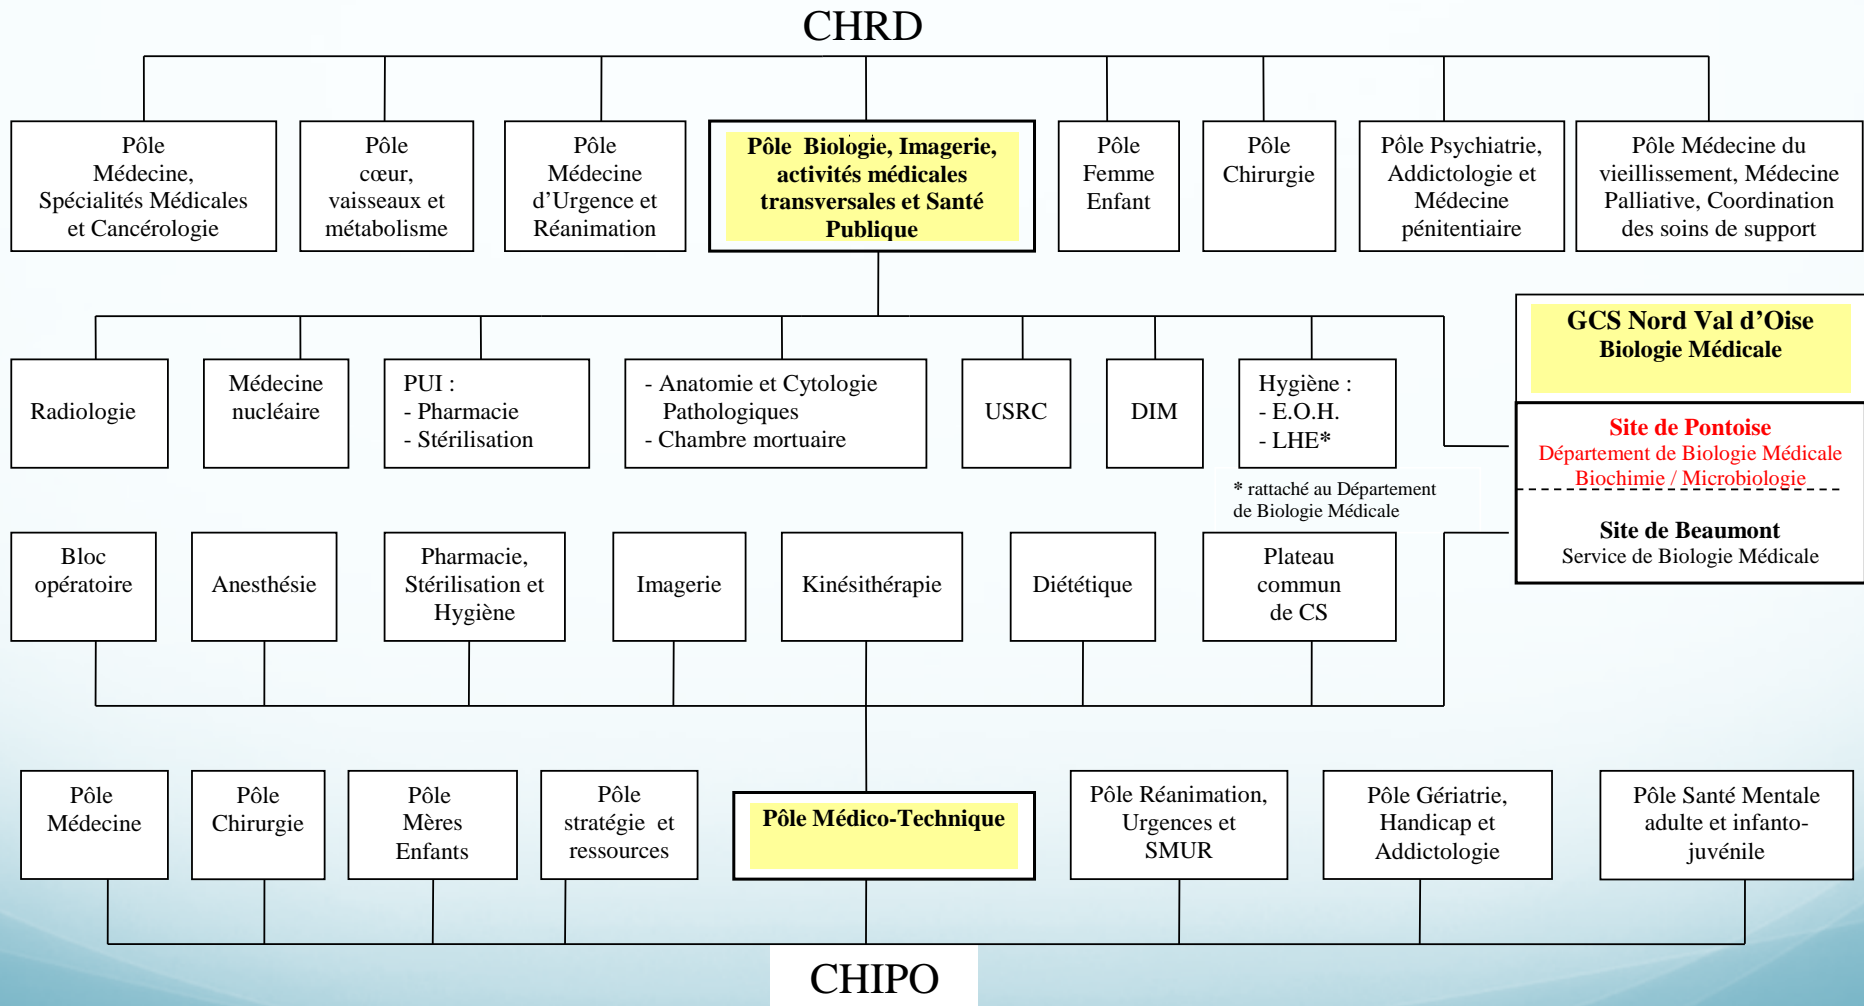 CHRD
Pôle
Médecine,
Spécialités Médicales
et Cancérologie
Pôle
cœur,
vaisseaux et
métabolisme
Pôle
Médecine
d’Urgence et
Réanimation
Pôle Biologie, Imagerie,
activités médicales
transversales et Santé
Publique
Pôle
Femme
Enfant
Pôle
Chirurgie
Pôle Psychiatrie,
Addictologie et
Médecine
pénitentiaire
Pôle Médecine du
vieillissement, Médecine
Palliative, Coordination
des soins de support
GCS Nord Val d’Oise
Biologie Médicale
Radiologie
Médecine
nucléaire
PUI :
- Pharmacie
- Stérilisation
- Anatomie et Cytologie
Pathologiques
- Chambre mortuaire
USRC
DIM
Hygiène :
- E.O.H.
- LHE*
Site de Pontoise
Département de Biologie Médicale
Biochimie / Microbiologie
* rattaché au Département
de Biologie Médicale
Site de Beaumont
Service de Biologie Médicale
Bloc
opératoire
Anesthésie
Pharmacie,
Stérilisation et
Hygiène
Imagerie
Kinésithérapie
Diététique
Plateau
commun
de CS
Pôle
Médecine
Pôle
Chirurgie
Pôle
Mères
Enfants
Pôle
stratégie et
ressources
Pôle Médico-Technique
Pôle Réanimation,
Urgences et
SMUR
Pôle Gériatrie,
Handicap et
Addictologie
Pôle Santé Mentale
adulte et infanto-
juvénile
CHIPO